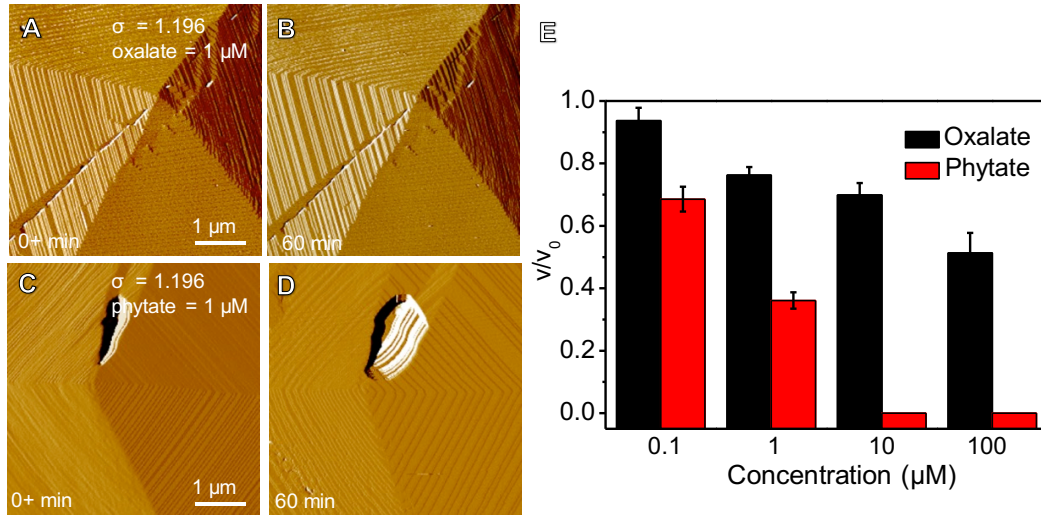 A
σ = 1.196
oxalate = 1 µM
0+ min
1 µm
B
60 min
C
σ = 1.196
phytate = 1 µM
0+ min
1 µm
D
60 min
E
1.0
0.8
0.6
0.4
0.2
0.0
v/v0
Oxalate
Phytate
0.1 1 10 100
Concentration (µM)